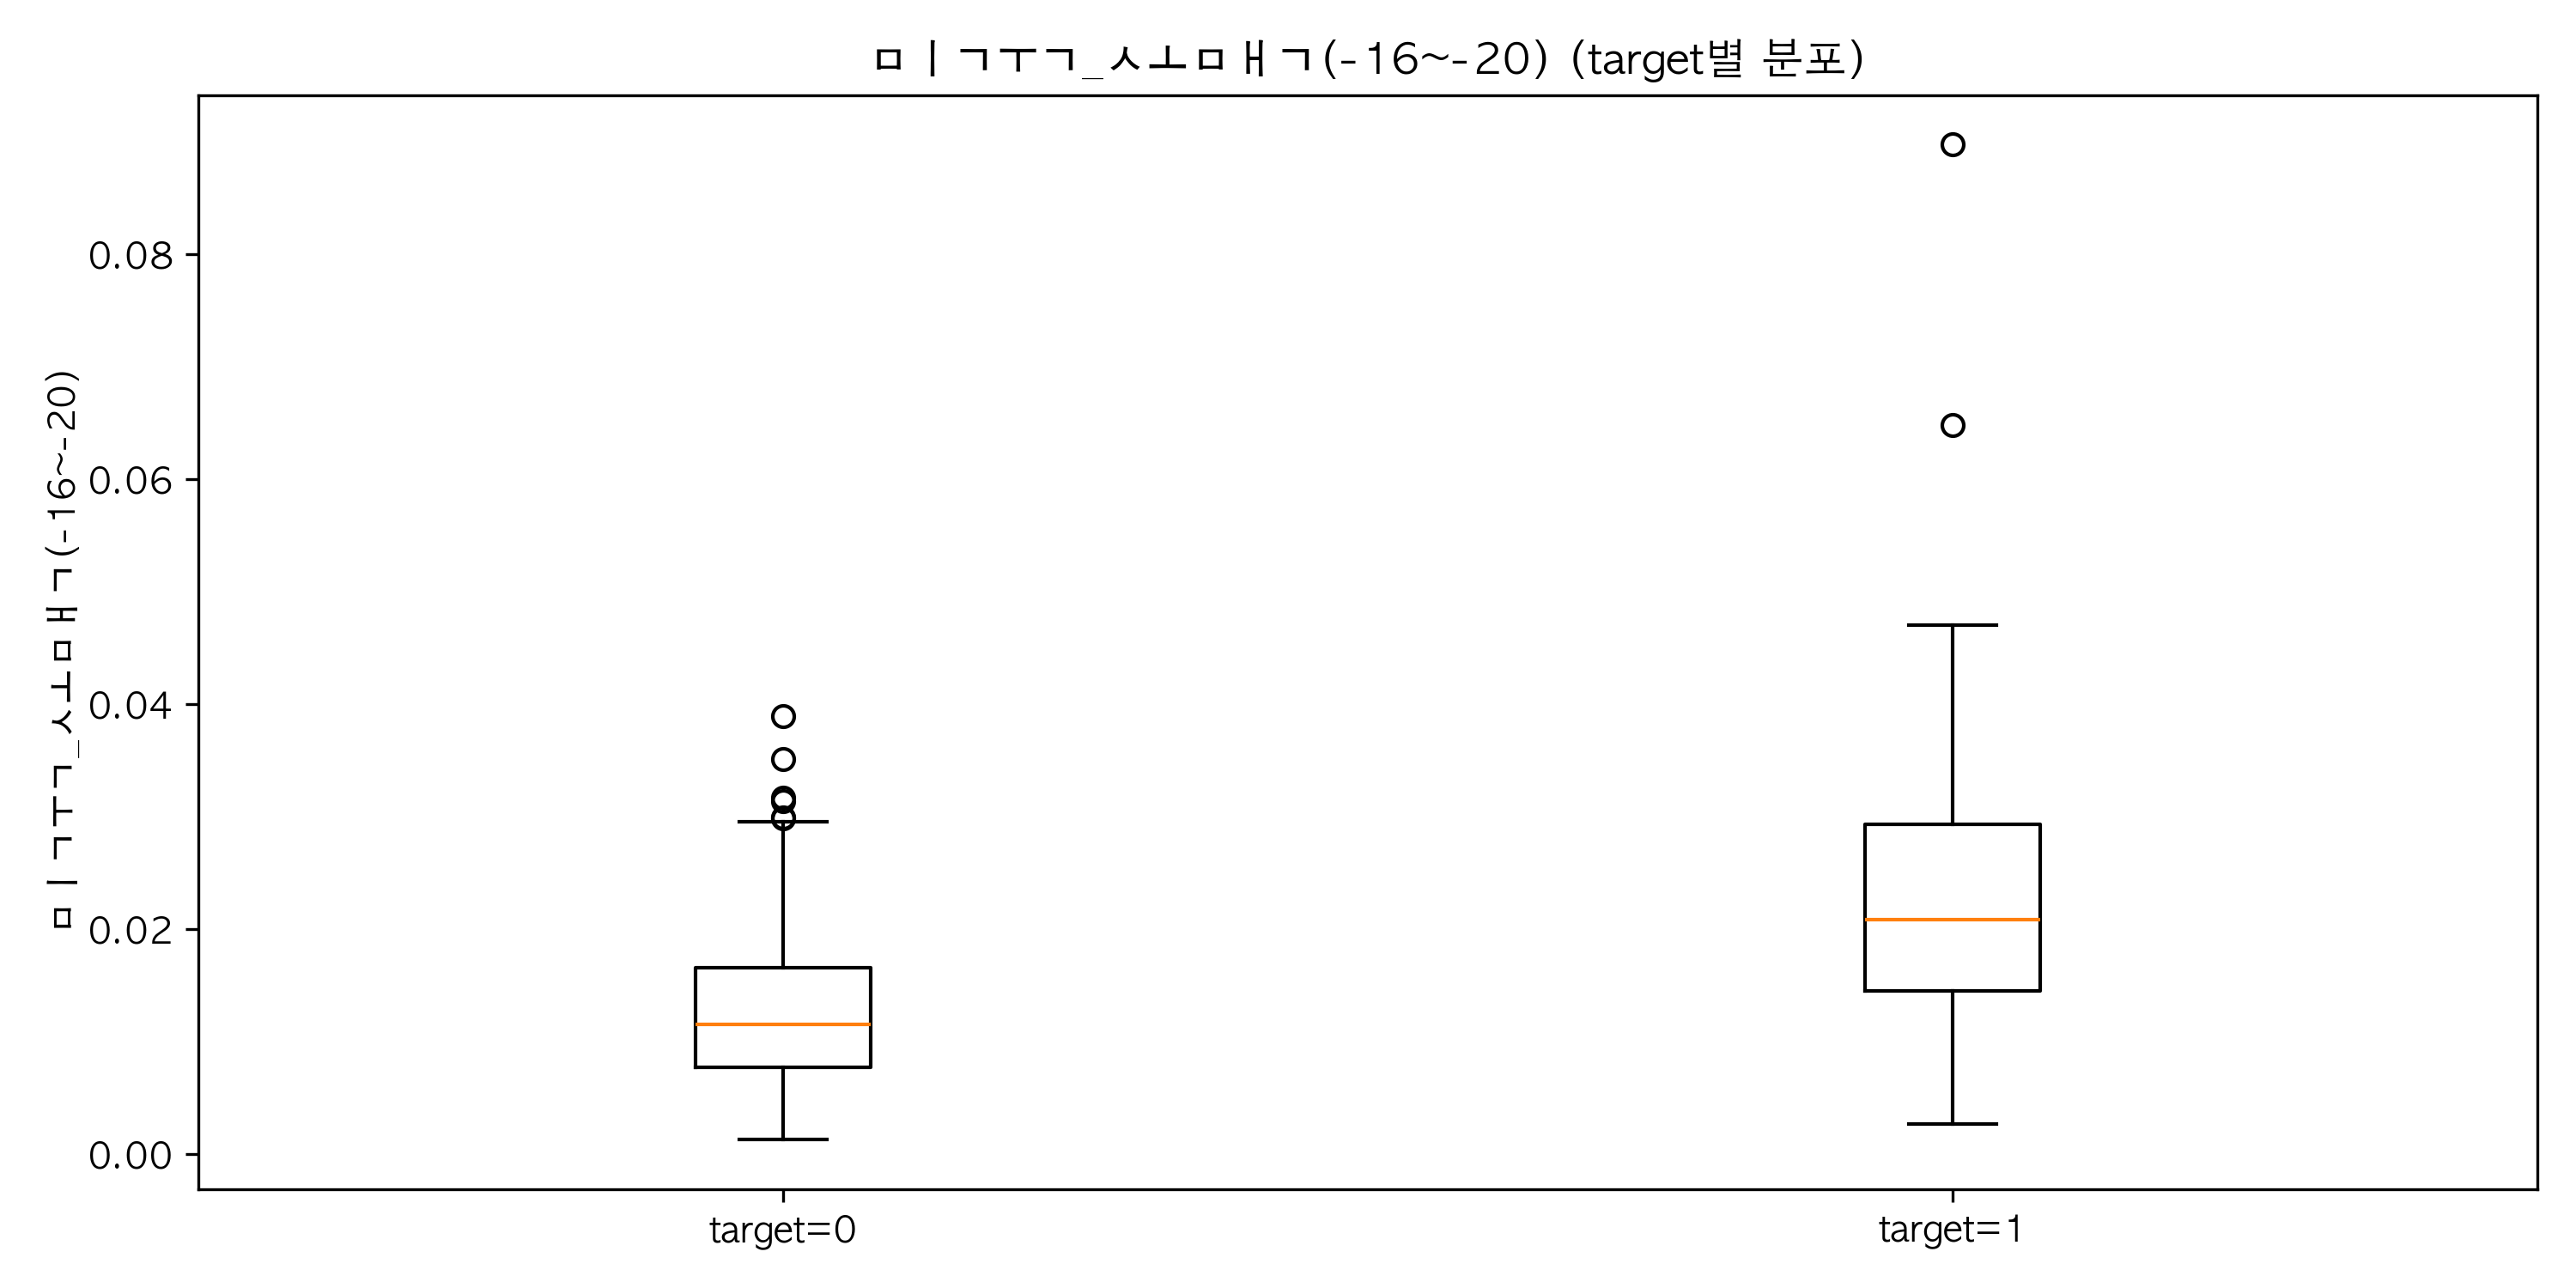 ㅁㅣㄱㅜㄱ_ㅅㅗㅁㅐㄱ(-16~-20) (target별 분포)
ㅁㅣㄱㅜㄱ_ㅅㅗㅁㅐㄱ(-16~-20)
0.08
0.06
0.04
0.02
0.00
target=0
target=1